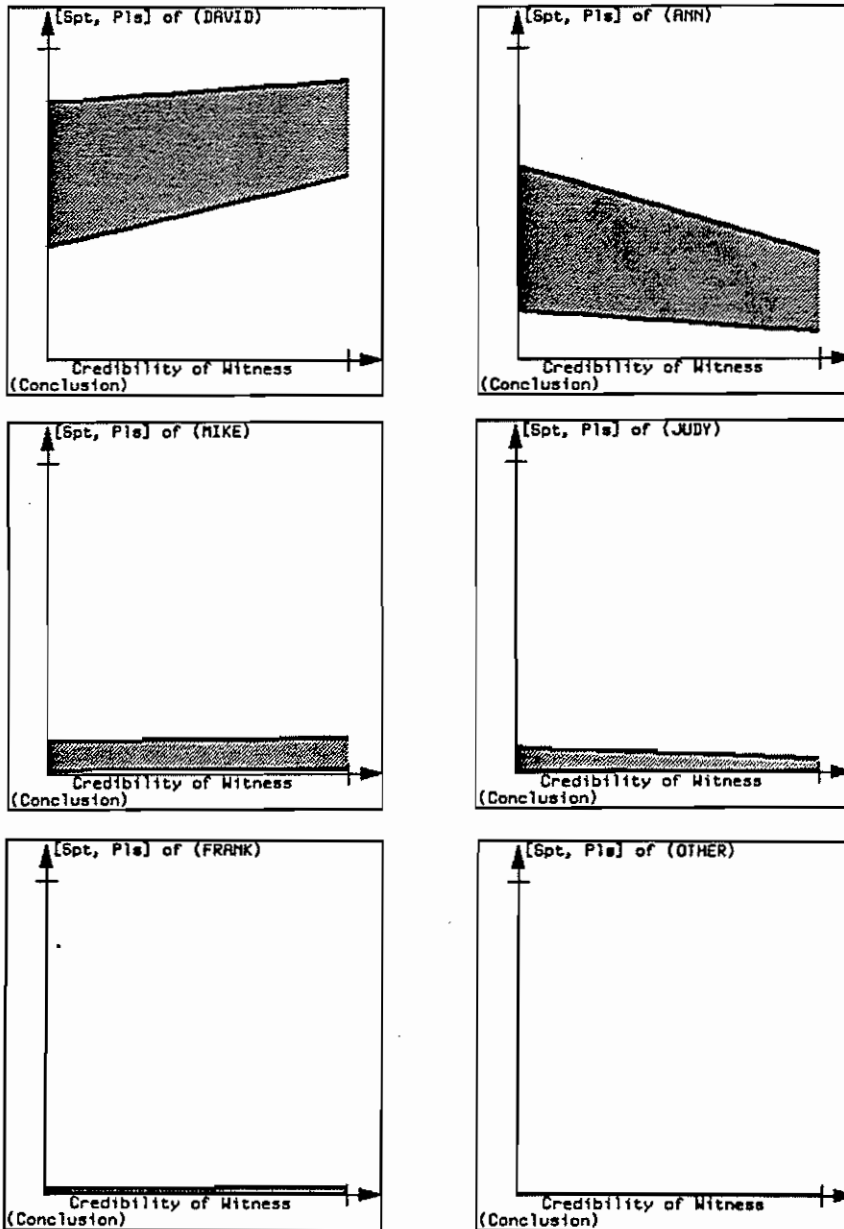 [Spt, Pls] of (DAVID)
Credibility of Witness
(Conclusion)
[Spt, Pls] of (ANN)
Credibility of Witness
(Conclusion)
[Spt, Pls] of (MIKE)
Credibility of Witness
(Conclusion)
[Spt, Pls] of (JUDY)
Credibility of Witness
(Conclusion)
[Spt, Pls] of (FRANK)
Credibility of Witness
(Conclusion)
[Spt, Pls] of (OTHER)
Credibility of Witness
(Conclusion)